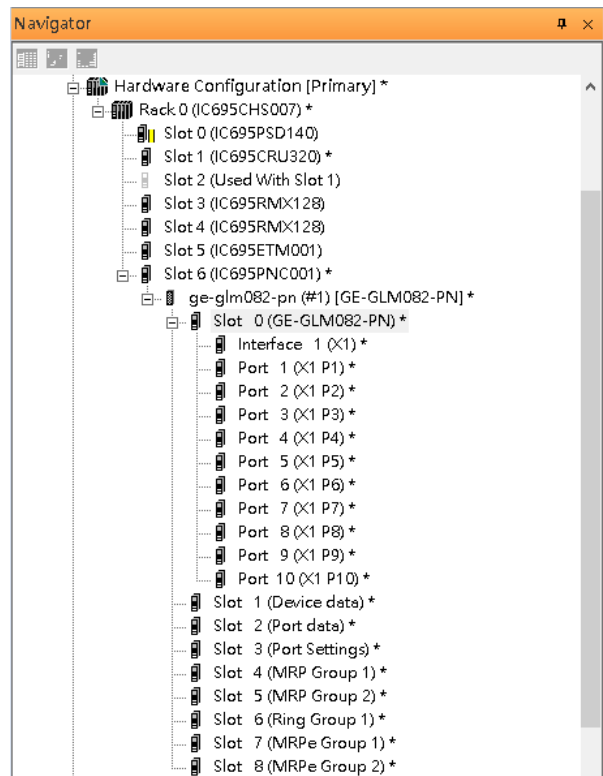 Navigator
Hardware Configuration [Primary] *
Rack 0 (IC695CHS007) *
Slot 0 (IC695PSD140)
Slot 1 (IC695CRU320) *
Slot 2 (Used With Slot 1)
Slot 3 (IC695RMX128)
Slot 4 (IC695RMX128)
Slot 5 (IC695ETM001)
Slot 6 (IC695PNC001) *
ge-glm082-pn (#1) [GE-GLM082-PN] *
Slot 0 (GE-GLM082-PN) *
Interface 1 (X1) *
Port 1 (X1 P1) *
Port 2 (X1 P2) *
Port 3 (X1 P3) *
Port 4 (X1 P4) *
Port 5 (X1 P5) *
Port 6 (X1 P6) *
Port 7 (X1 P7) *
Port 8 (X1 P8) *
Port 9 (X1 P9) *
Port 10 (X1 P10) *
Slot 1 (Device data) *
Slot 2 (Port data) *
Slot 3 (Port Settings) *
Slot 4 (MRP Group 1) *
Slot 5 (MRP Group 2) *
Slot 6 (Ring Group 1) *
Slot 7 (MRPe Group 1) *
Slot 8 (MRPe Group 2) *